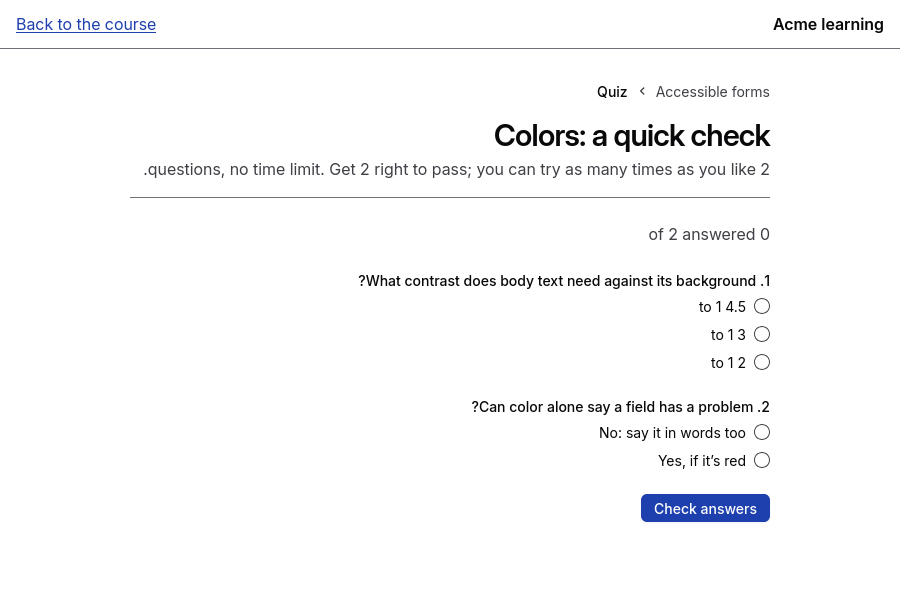 Back to the course
Acme learning
Quiz < Accessible forms
Colors: a quick check
.questions, no time limit. Get 2 right to pass; you can try as many times as you like 2
of 2 answered 0
?What contrast does body text need against its background .1
to 1 4.5
to 1 3
to 1 2
?Can color alone say a field has a problem .2
No: say it in words too
Yes, if it’s red
Check answers